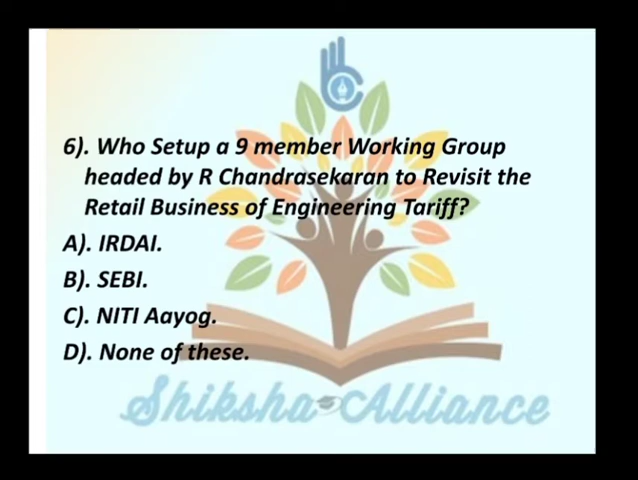 6). Who Setup a 9 member Working Group
headed by R Chandrasekaran to Revisit the
Retail Business of Engineering Tariff?
A). IRDAI.
B). SEBI.
C). NITI Aayog.
D). None of these.
Shiksha Alliance